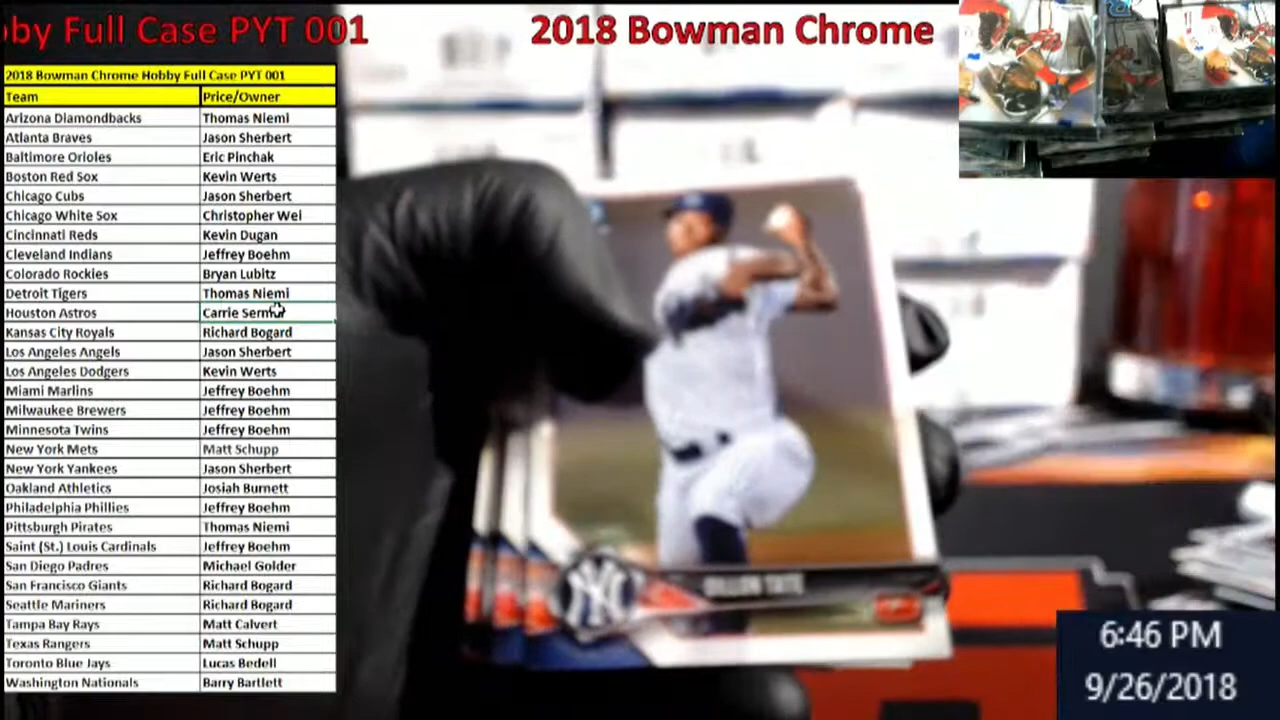 bby Full Case PYT 001 2018 Bowman Chrome
2018 Bowman Chrome Hobby Full Case PYT 001
Team Price/Owner
Arizona Diamondbacks Thomas Niemi
Atlanta Braves Jason Sherbert
Baltimore Orioles Eric Pinchak
Boston Red Sox Kevin Werts
Chicago Cubs Jason Sherbert
Chicago White Sox Christopher Wei
Cincinnati Reds Kevin Dugan
Cleveland Indians Jeffrey Boehm
Colorado Rockies Bryan Lubitz
Detroit Tigers Thomas Niemi
Houston Astros Carrie
Kansas City Royals Richard Bogard
Los Angeles Angels Jason Sherbert
Los Angeles Dodgers Kevin Werts
Miami Marlins Jeffrey Boehm
Milwaukee Brewers Jeffrey Boehm
Minnesota Twins Jeffrey Boehm
New York Mets Matt Schupp
New York Yankees Jason Sherbert
Oakland Athletics Josiah Burnett
Philadelphia Phillies Jeffrey Boehm
Pittsburgh Pirates Thomas Niemi
Saint (St.) Louis Cardinals Jeffrey Boehm
San Diego Padres Michael Golder
San Francisco Giants Richard Bogard
Seattle Mariners Richard Bogard
Tampa Bay Rays Matt Calvert
Texas Rangers Matt Schupp
Toronto Blue Jays Lucas Bedell
Washington Nationals Barry Bartlett
DILLON TATE
6:46 PM
9/26/2018